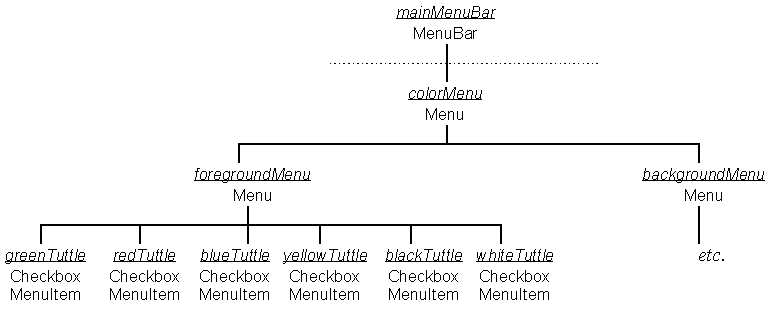 mainMenuBar
MenuBar
colorMenu
Menu
foregroundMenu
Menu
backgroundMenu
Menu
greenTuttle redTuttle blueTuttle yellowTuttle blackTuttle whiteTuttle etc.
Checkbox Checkbox Checkbox Checkbox Checkbox Checkbox
MenuItem MenuItem MenuItem MenuItem MenuItem MenuItem